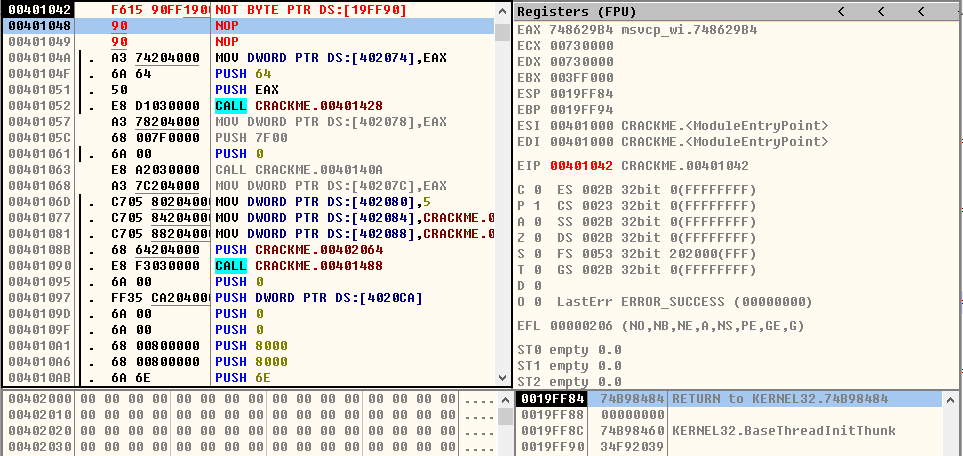 00401042 F615 90FF1900 NOT BYTE PTR DS:[19FF90]
00401048 90 NOP
00401049 90 NOP
0040104A . A3 74204000 MOV DWORD PTR DS:[402074],EAX
0040104F . 6A 64 PUSH 64
00401051 . 50 PUSH EAX
00401052 . E8 D1030000 CALL CRACKME.00401428
00401057 . A3 78204000 MOV DWORD PTR DS:[402078],EAX
0040105C . 68 007F0000 PUSH 7F00
00401061 . 6A 00 PUSH 0
00401063 . E8 A2030000 CALL CRACKME.0040140A
00401068 . A3 7C204000 MOV DWORD PTR DS:[40207C],EAX
0040106D . C705 80204000 MOV DWORD PTR DS:[402080],5
00401077 . C705 84204000 MOV DWORD PTR DS:[402084],CRACKME.0
00401081 . C705 88204000 MOV DWORD PTR DS:[402088],CRACKME.0
0040108B . 68 64204000 PUSH CRACKME.00402064
00401090 . E8 F3030000 CALL CRACKME.00401488
00401095 . 6A 00 PUSH 0
00401097 . FF35 CA204000 PUSH DWORD PTR DS:[4020CA]
0040109D . 6A 00 PUSH 0
0040109F . 6A 00 PUSH 0
004010A1 . 68 00800000 PUSH 8000
004010A6 . 68 00800000 PUSH 8000
004010AB . 6A 6E PUSH 6E
Registers (FPU) < < <
EAX 748629B4 msvcp_wi.748629B4
ECX 00730000
EDX 00730000
EBX 003FF000
ESP 0019FF84
EBP 0019FF94
ESI 00401000 CRACKME.<ModuleEntryPoint>
EDI 00401000 CRACKME.<ModuleEntryPoint>
EIP 00401042 CRACKME.00401042
C 0 ES 002B 32bit 0(FFFFFFFF)
P 1 CS 0023 32bit 0(FFFFFFFF)
A 0 SS 002B 32bit 0(FFFFFFFF)
Z 0 DS 002B 32bit 0(FFFFFFFF)
S 0 FS 0053 32bit 202000(FFF)
T 0 GS 002B 32bit 0(FFFFFFFF)
D 0
O 0 LastErr ERROR_SUCCESS (00000000)
EFL 00000206 (NO,NB,NE,A,NS,PE,GE,G)
ST0 empty 0.0
ST1 empty 0.0
ST2 empty 0.0
00402000 00 00 00 00 00 00 00 00 00 00 00 00 00 00 00 00 ....
00402010 00 00 00 00 00 00 00 00 00 00 00 00 00 00 00 00 ....
00402020 00 00 00 00 00 00 00 00 00 00 00 00 00 00 00 00 ....
00402030 00 00 00 00 00 00 00 00 00 00 00 00 00 00 00 00 ....
0019FF84 74B98484 RETURN to KERNEL32.74B98484
0019FF88 00000000
0019FF8C 74B98460 KERNEL32.BaseThreadInitThunk
0019FF90 34F92039